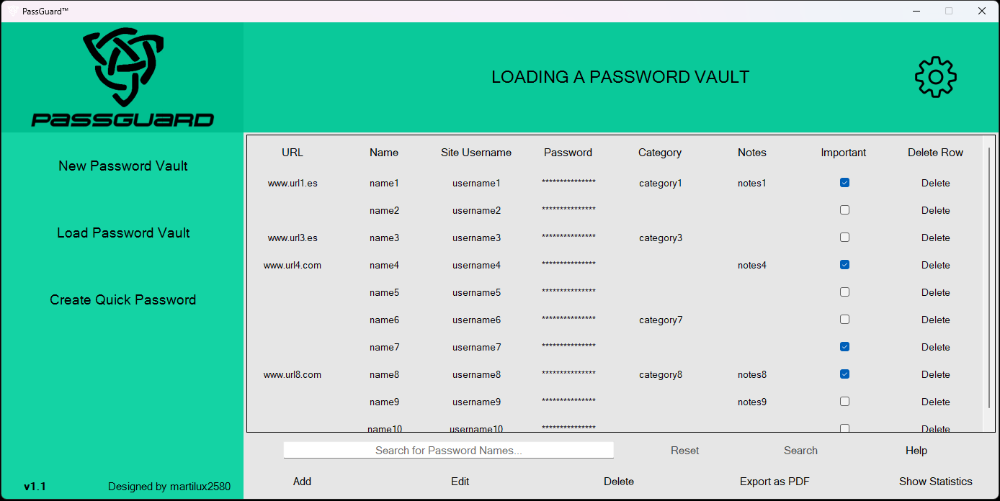 PassGuard™
PASSGUARD
LOADING A PASSWORD VAULT
New Password Vault
Load Password Vault
Create Quick Password
v1.1 Designed by martilux2580
URL Name Site Username Password Category Notes Important Delete Row
www.url1.es name1 username1 *************** category1 notes1 Delete
name2 username2 *************** Delete
www.url3.es name3 username3 *************** category3 Delete
www.url4.com name4 username4 *************** notes4 Delete
name5 username5 *************** Delete
name6 username6 *************** category7 Delete
name7 username7 *************** Delete
www.url8.com name8 username8 *************** category8 notes8 Delete
name9 username9 *************** notes9 Delete
name10 username10 *************** Delete
Search for Password Names... Reset Search Help
Add Edit Delete Export as PDF Show Statistics